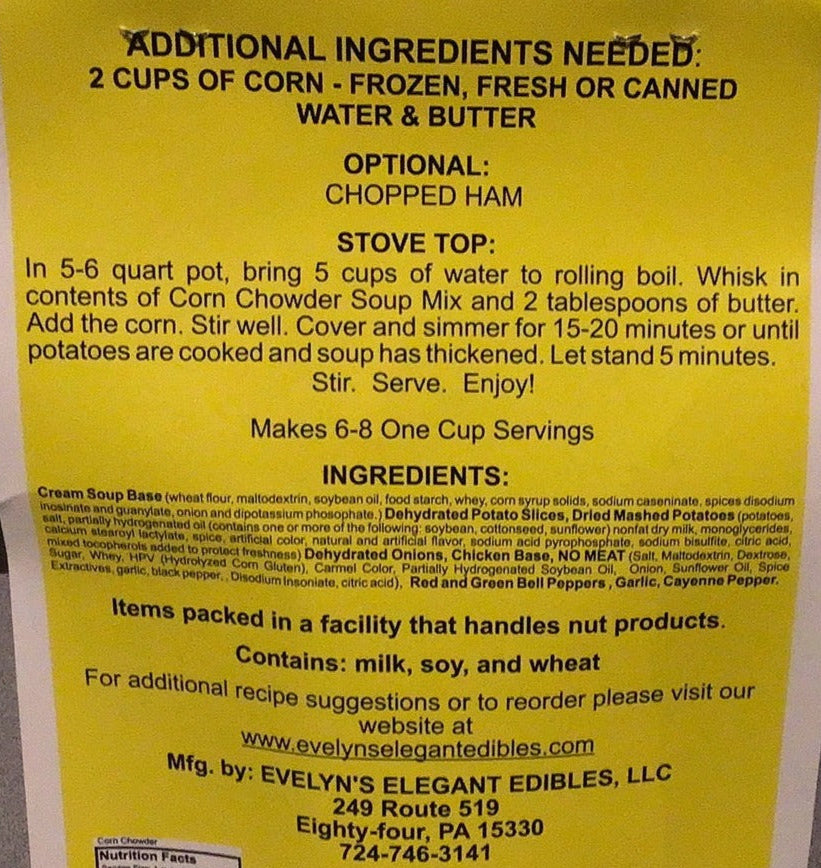 ADDITIONAL INGREDIENTS NEEDED:
2 CUPS OF CORN - FROZEN, FRESH OR CANNED
WATER & BUTTER
OPTIONAL:
CHOPPED HAM
STOVE TOP:
In 5-6 quart pot, bring 5 cups of water to rolling boil. Whisk in
contents of Corn Chowder Soup Mix and 2 tablespoons of butter.
Add the corn. Stir well. Cover and simmer for 15-20 minutes or until
potatoes are cooked and soup has thickened. Let stand 5 minutes.
Stir. Serve. Enjoy!
Makes 6-8 One Cup Servings
INGREDIENTS:
Cream Soup Base (wheat flour, maltodextrin, soybean oil, food starch, whey, corn syrup solids, sodium caseninate, spices disodium
inosinate and guanylate, onion and dipotassium phosophate.) Dehydrated Potato Slices, Dried Mashed Potatoes (potatoes,
salt, partially hydrogenated oil (contains one or more of the following: soybean, cottonseed, sunflower) nonfat dry milk, monoglycerides,
calcium stearoyl lactylate, spice, artificial color, natural and artificial flavor, sodium acid pyrophosphate, sodium bisulfite, citric acid,
mixed tocopherols added to protect freshness) Dehydrated Onions, Chicken Base, NO MEAT (Salt, Maltodextrin, Dextrose,
Sugar, Whey, HPV (Hydrolyzed Corn Gluten), Carmel Color, Partially Hydrogenated Soybean Oil, Onion, Sunflower Oil, Spice
Extractives, garlic, black pepper, , Disodium Insoniate, citric acid), Red and Green Bell Peppers , Garlic, Cayenne Pepper.
Items packed in a facility that handles nut products.
Contains: milk, soy, and wheat
For additional recipe suggestions or to reorder please visit our
website at
www.evelynselegantedibles.com
Mfg. by: EVELYN'S ELEGANT EDIBLES, LLC
249 Route 519
Eighty-four, PA 15330
724-746-3141
Corn Chowder
Nutrition Facts